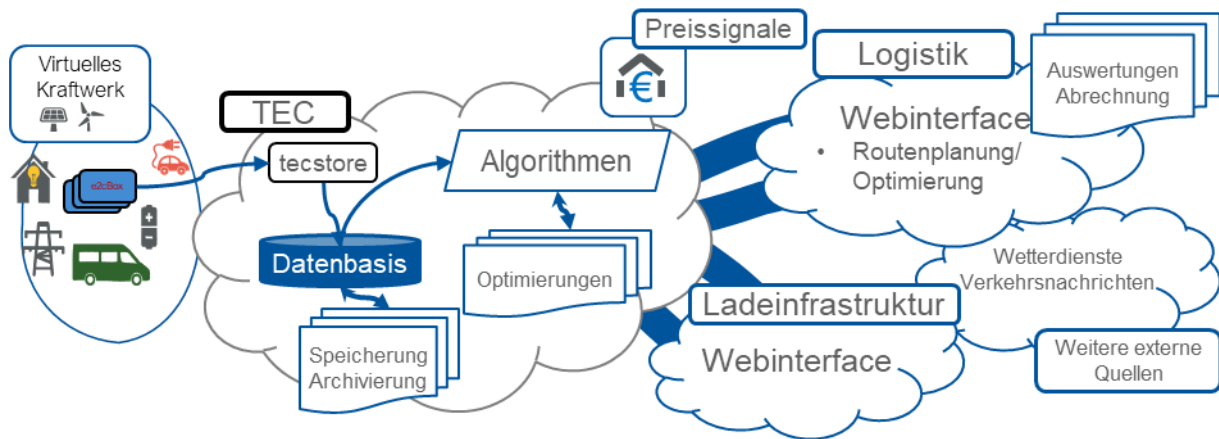 Virtuelles
Kraftwerk
e2cBox
TEC
tecstore
Datenbasis
Speicherung
Archivierung
Algorithmen
Optimierungen
Preissignale
€
Logistik
Webinterface
• Routenplanung/
Optimierung
Auswertungen
Abrechnung
Wetterdienste
Verkehrsnachrichten
Ladeinfrastruktur
Webinterface
Weitere externe
Quellen